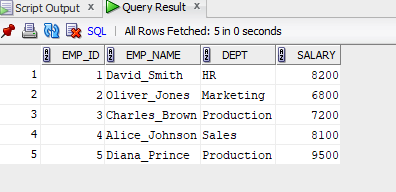 Script Output x Query Result x
SQL | All Rows Fetched: 5 in 0 seconds
EMP_ID EMP_NAME DEPT SALARY
1 1 David_Smith HR 8200
2 2 Oliver_Jones Marketing 6800
3 3 Charles_Brown Production 7200
4 4 Alice_Johnson Sales 8100
5 5 Diana_Prince Production 9500